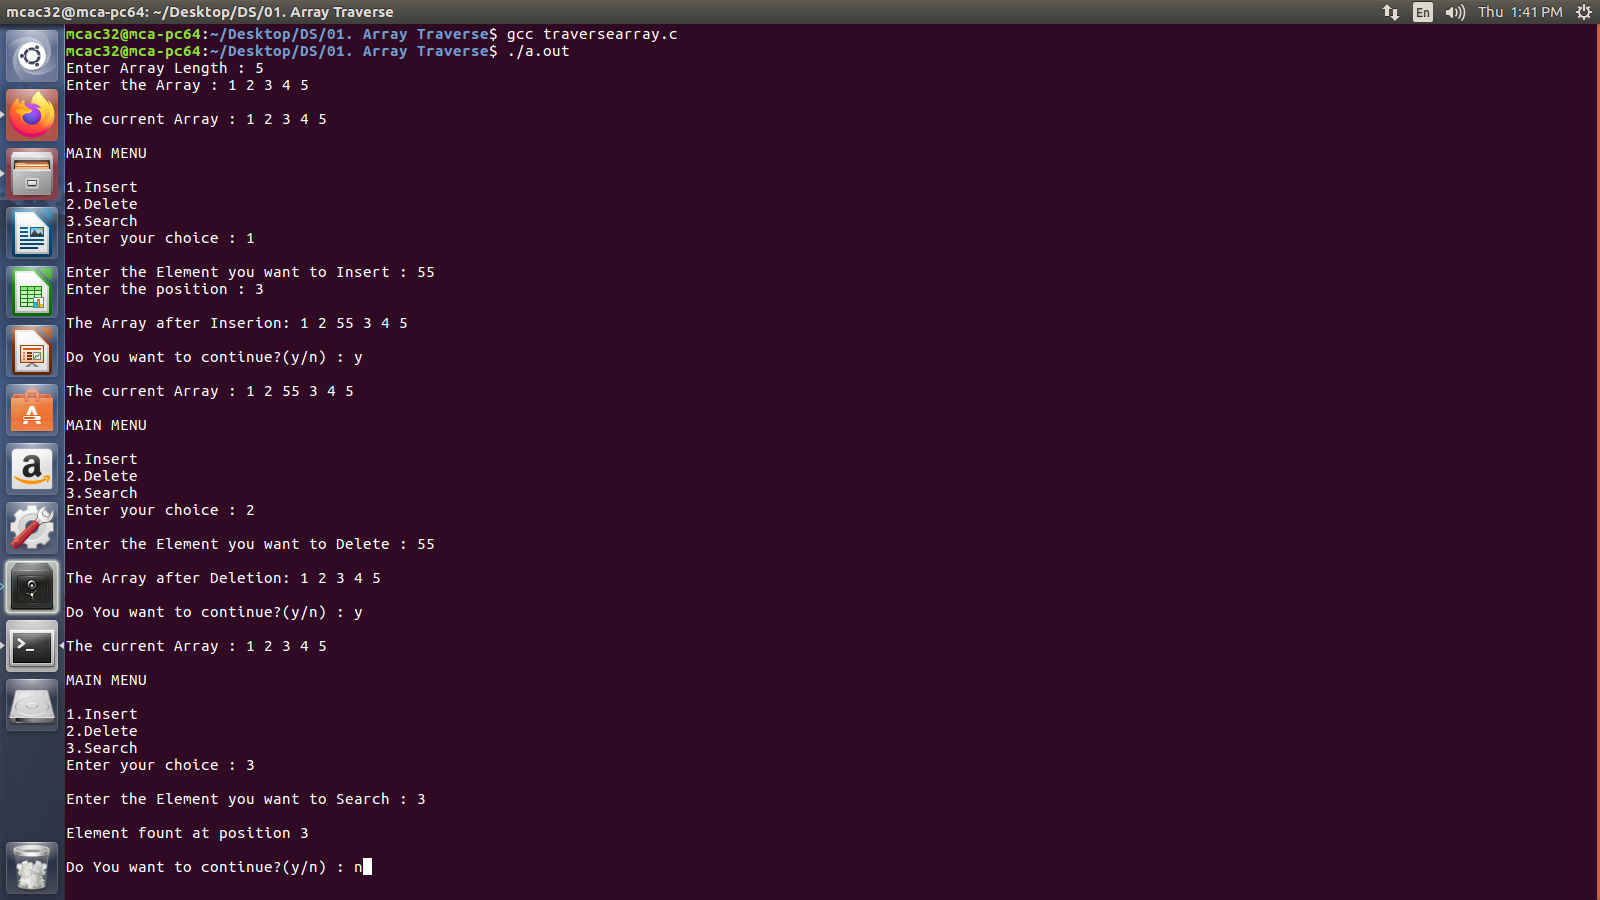 mcac32@mca-pc64: ~/Desktop/DS/01. Array Traverse
En
Thu 1:41 PM
mcac32@mca-pc64:~/Desktop/DS/01. Array Traverse$ gcc traversearray.c
mcac32@mca-pc64:~/Desktop/DS/01. Array Traverse$ ./a.out
Enter Array Length : 5
Enter the Array : 1 2 3 4 5
The current Array : 1 2 3 4 5
MAIN MENU
1.Insert
2.Delete
3.Search
Enter your choice : 1
Enter the Element you want to Insert : 55
Enter the position : 3
The Array after Inserion: 1 2 55 3 4 5
Do You want to continue?(y/n) : y
The current Array : 1 2 55 3 4 5
MAIN MENU
1.Insert
2.Delete
3.Search
Enter your choice : 2
Enter the Element you want to Delete : 55
The Array after Deletion: 1 2 3 4 5
Do You want to continue?(y/n) : y
The current Array : 1 2 3 4 5
MAIN MENU
1.Insert
2.Delete
3.Search
Enter your choice : 3
Enter the Element you want to Search : 3
Element fount at position 3
Do You want to continue?(y/n) : n